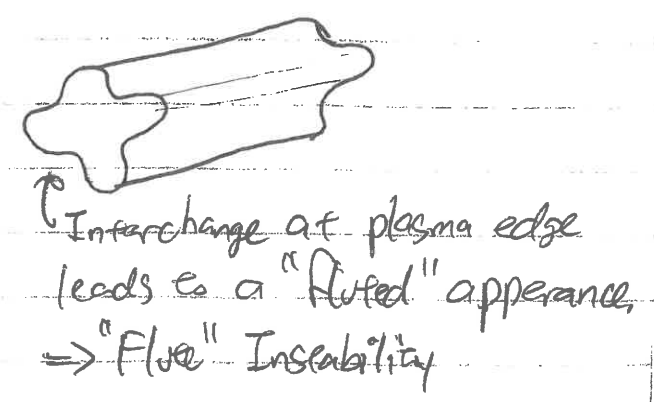 Interchange at plasma edge
leads to a "fluted" apperance,
=> "Flute" Instability